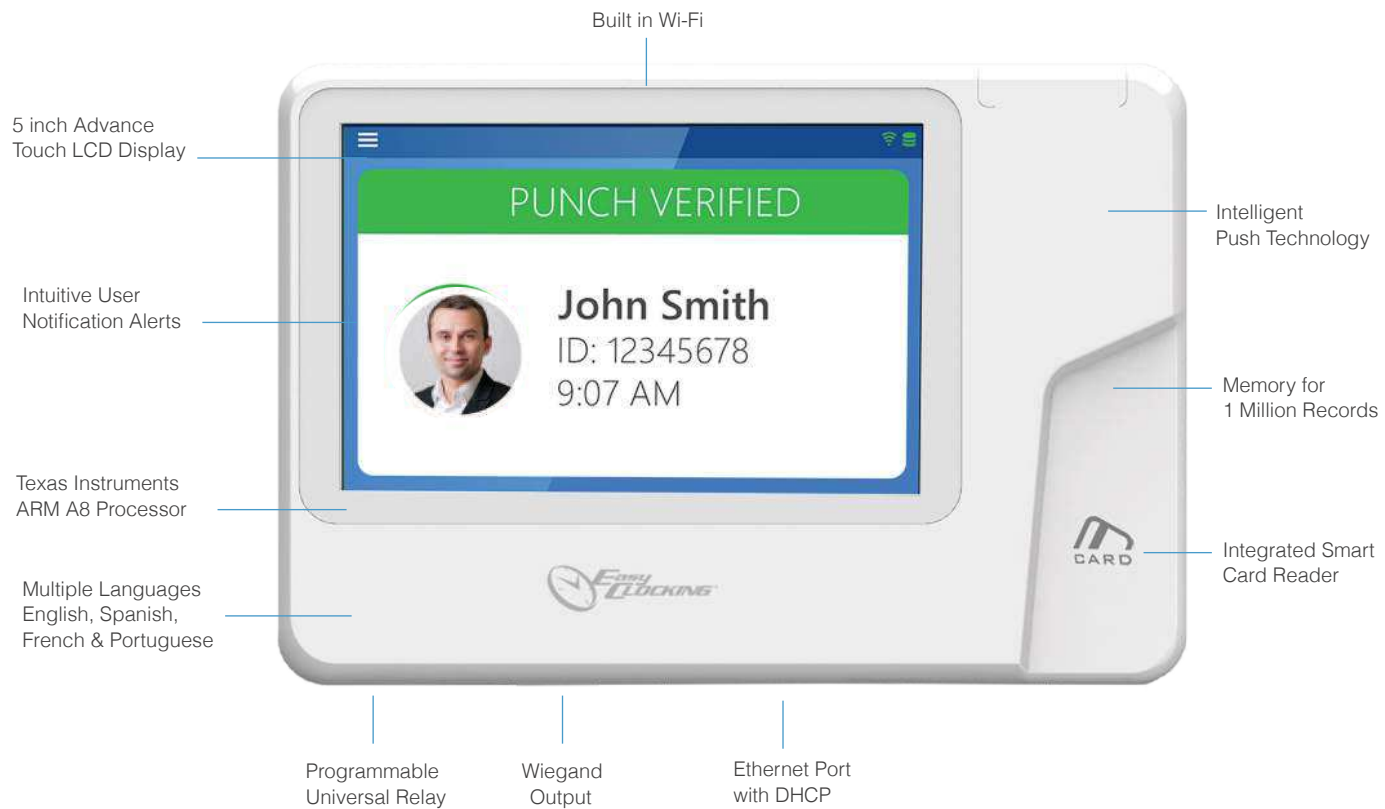 Built in Wi-Fi
5 inch Advance
Touch LCD Display
PUNCH VERIFIED
Intelligent
Push Technology
Intuitive User
Notification Alerts
John Smith
ID: 12345678
9:07 AM
Memory for
1 Million Records
Texas Instruments
ARM A8 Processor
CARD
Integrated Smart
Card Reader
Multiple Languages
English, Spanish,
French & Portuguese
EASY
CLOCKING
Programmable
Universal Relay
Wiegand
Output
Ethernet Port
with DHCP